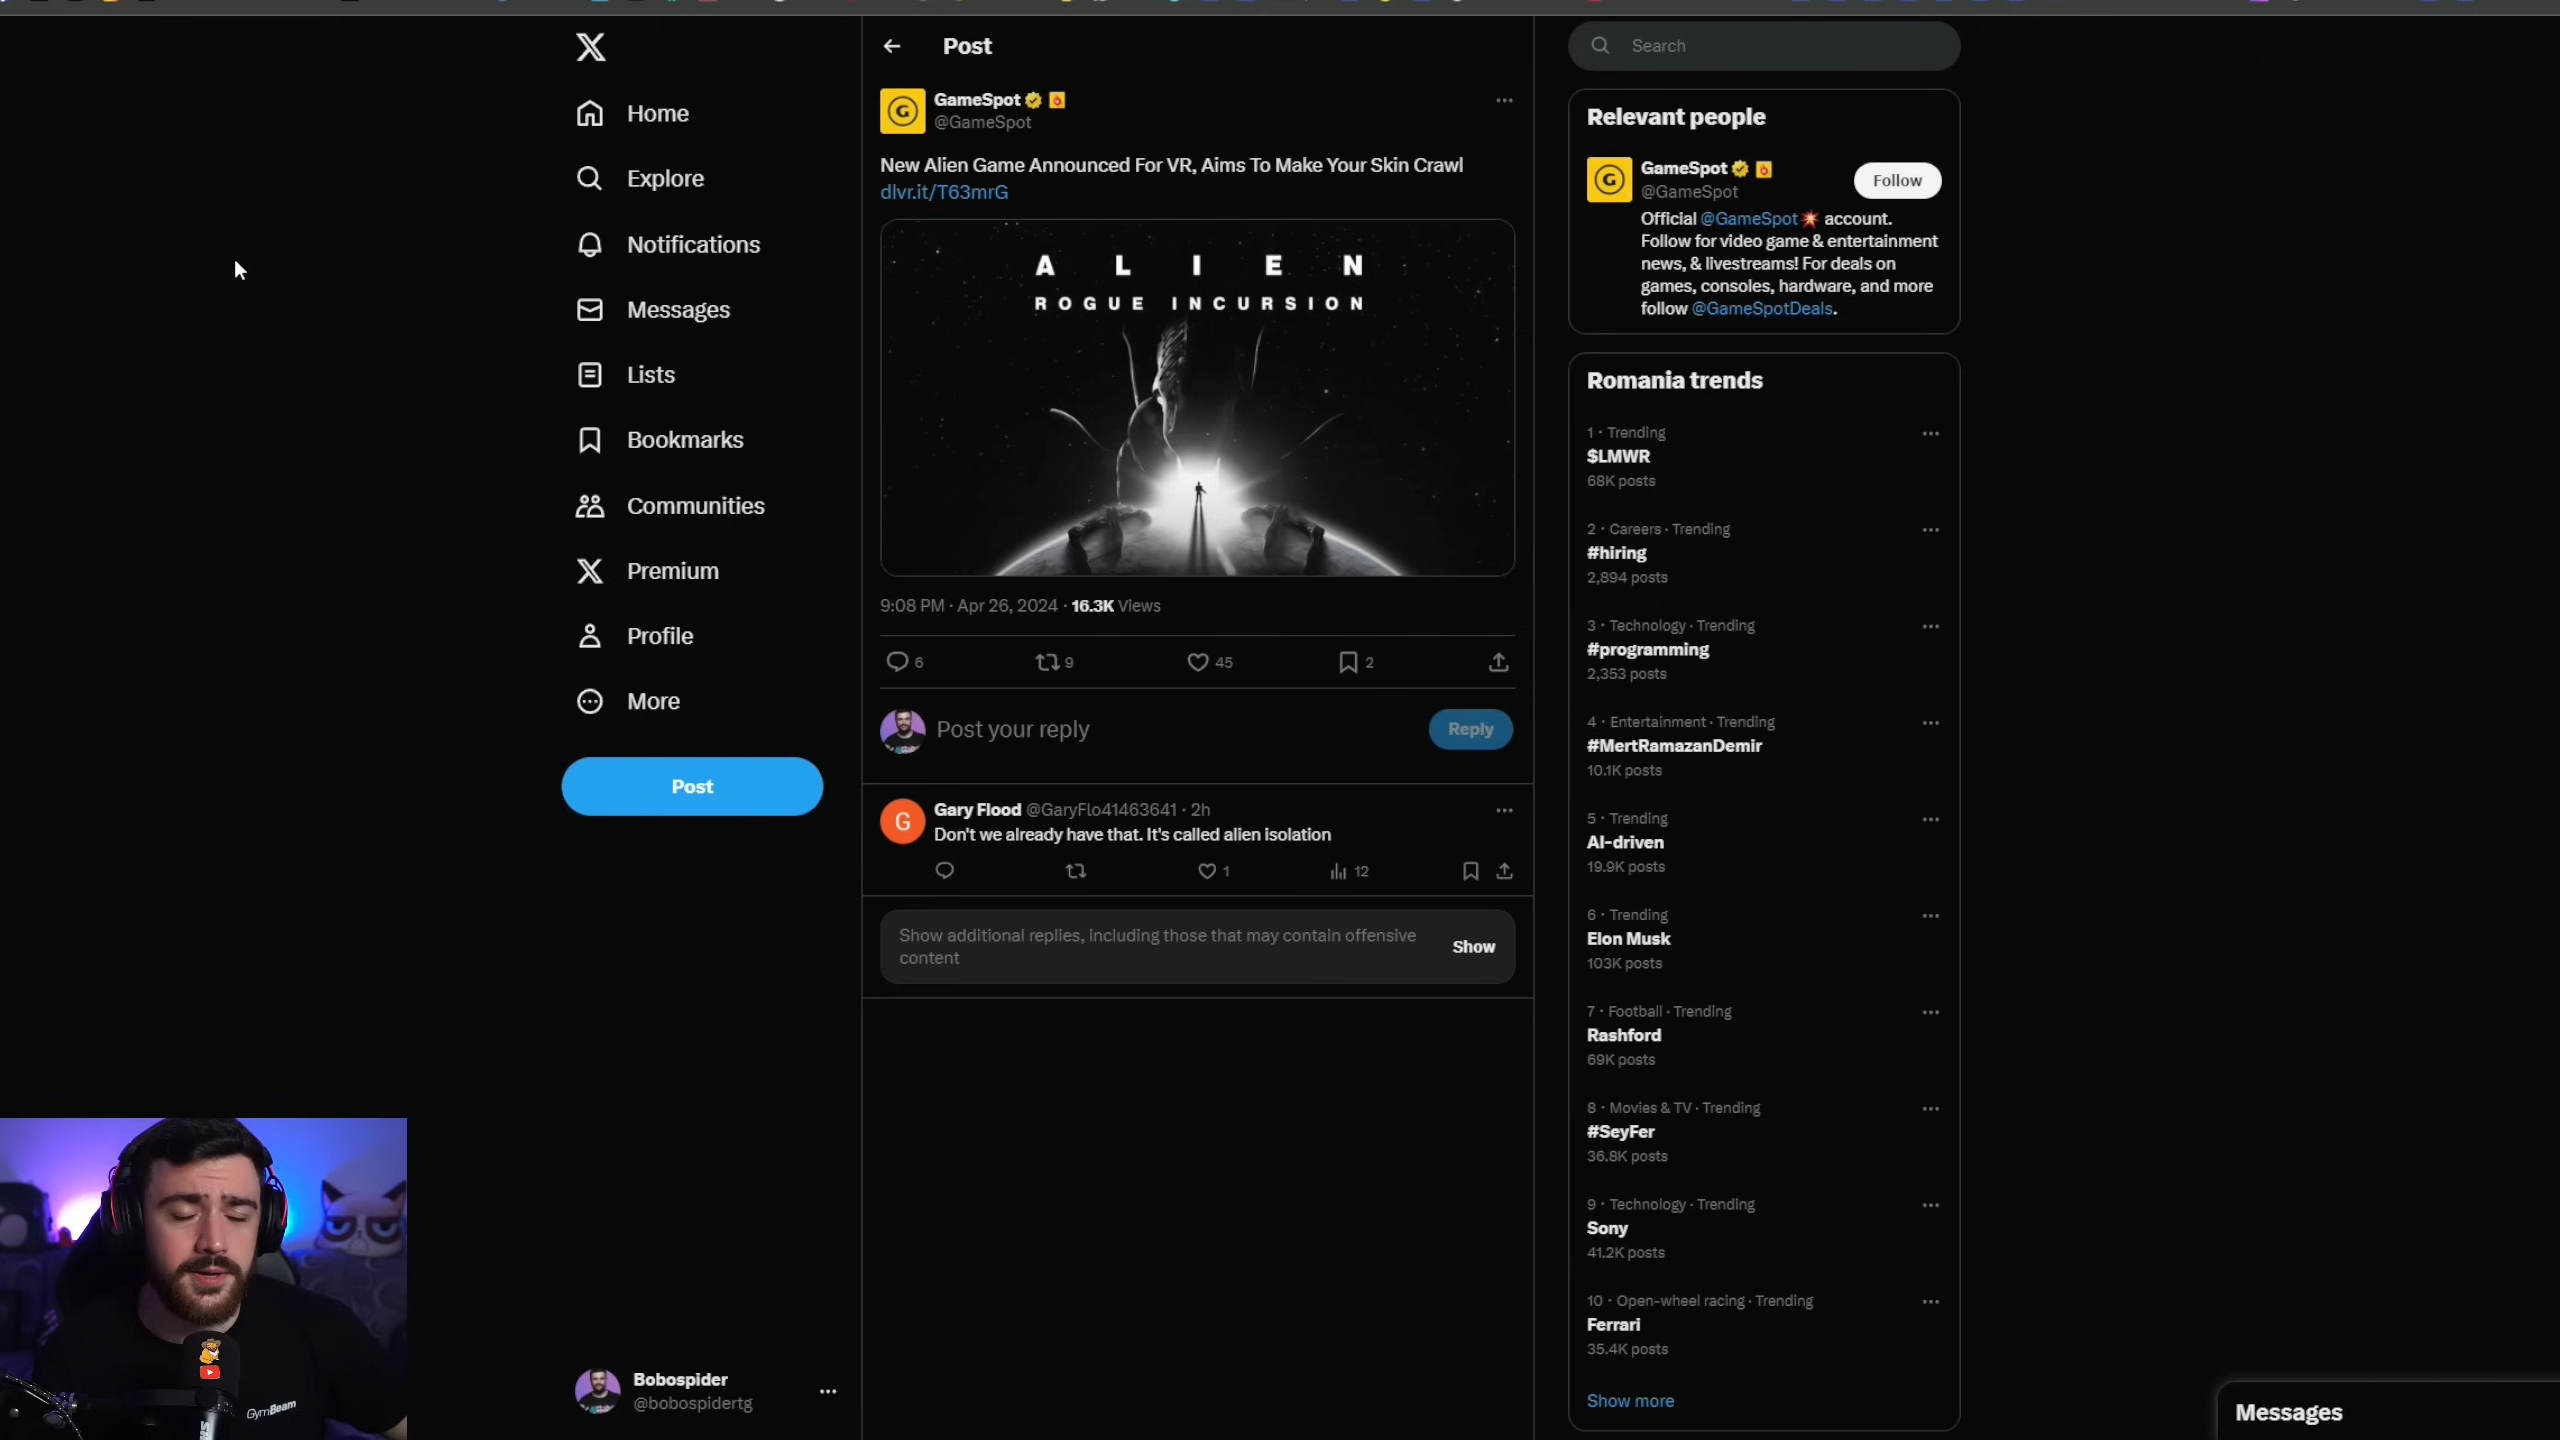 Home
Explore
Notifications
Messages
Lists
Bookmarks
Communities
Premium
Profile
More
Post
Bobospider
@bobospidertg
Post
GameSpot
@GameSpot
New Alien Game Announced For VR, Aims To Make Your Skin Crawl
dlvr.it/T63mrG
ALIEN
ROGUE INCURSION
9:08 PM · Apr 26, 2024 · 16.3K Views
6 9 45 2
Post your reply Reply
Gary Flood @GaryFlo41463641 · 2h
Don't we already have that. It's called alien isolation
1 12
Show additional replies, including those that may contain offensive
content
Show
Search
Relevant people
GameSpot
@GameSpot
Follow
Official @GameSpot account.
Follow for video game & entertainment
news, & livestreams! For deals on
games, consoles, hardware, and more
follow @GameSpotDeals.
Romania trends
1 · Trending
$LMWR
68K posts
2 · Careers · Trending
#hiring
2,894 posts
3 · Technology · Trending
#programming
2,353 posts
4 · Entertainment · Trending
#MertRamazanDemir
10.1K posts
5 · Trending
AI-driven
19.9K posts
6 · Trending
Elon Musk
103K posts
7 · Football · Trending
Rashford
69K posts
8 · Movies & TV · Trending
#SeyFer
36.8K posts
9 · Technology · Trending
Sony
41.2K posts
10 · Open-wheel racing · Trending
Ferrari
35.4K posts
Show more
Messages
GymBeam